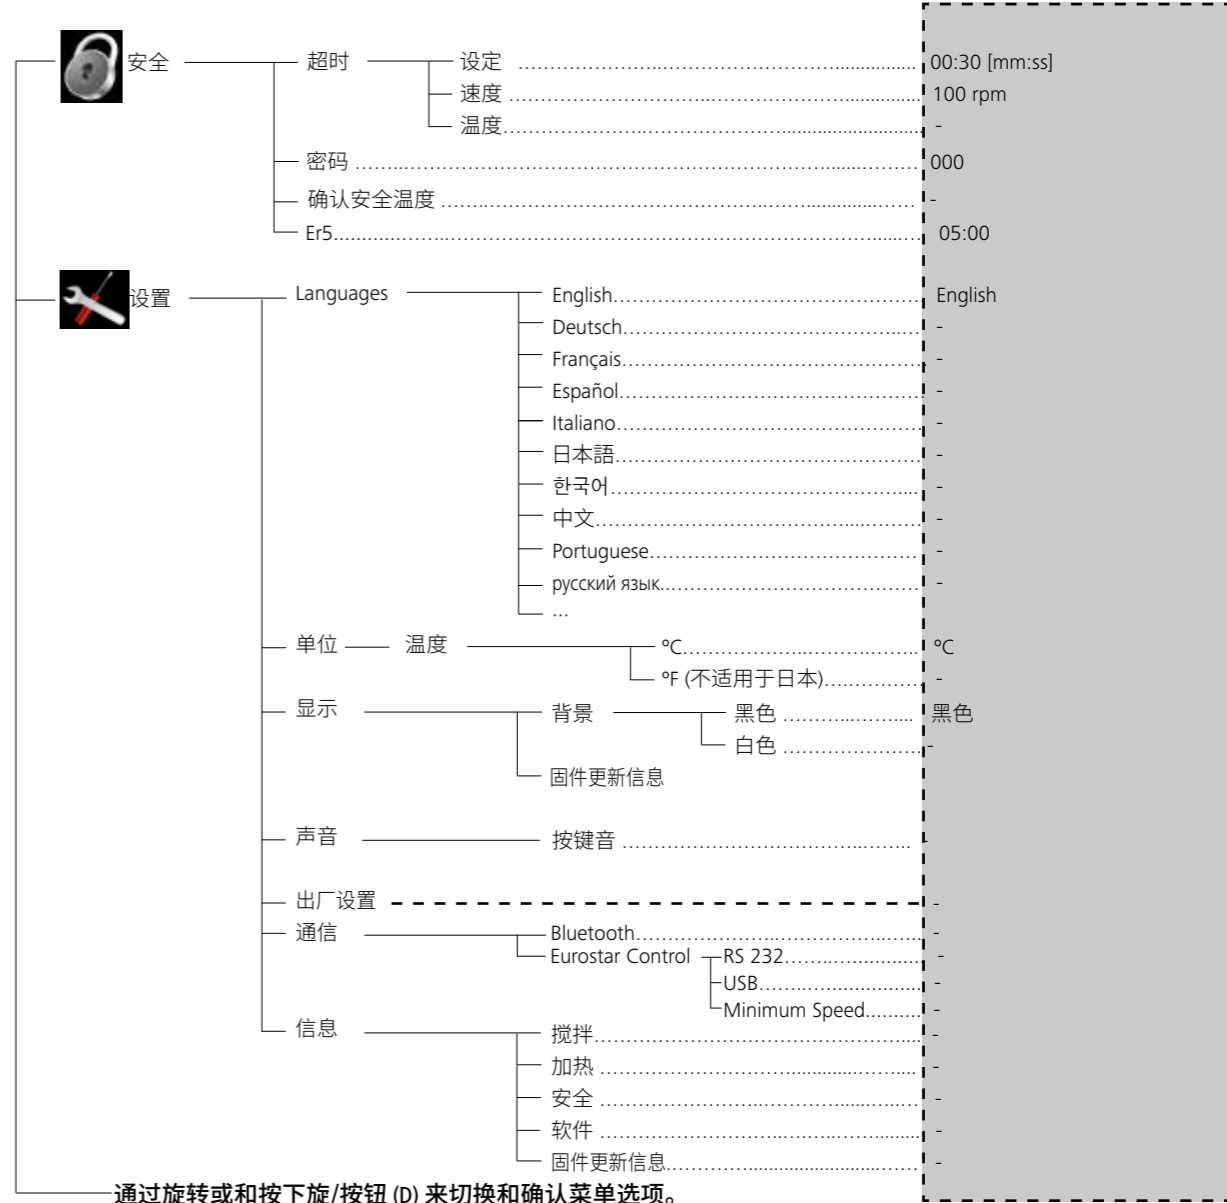 安全 超时 设定 00:30 [mm:ss]
速度 100 rpm
温度 -
密码 000
确认安全温度 -
Er5 05:00
设置 Languages English English
Deutsch -
Français -
Español -
Italiano -
日本語 -
한국어 -
中文 -
Portuguese -
русский язык -
...
单位 温度 ºC ºC
ºF (不适用于日本) -
显示 背景 黑色 黑色
白色 -
固件更新信息
声音 按键音 -
出厂设置 -
通信 Bluetooth -
Eurostar Control RS 232 -
USB -
Minimum Speed -
信息 搅拌 -
加热 -
安全 -
软件 -
固件更新信息 -
通过旋转或和按下旋/按钮 (D) 来切换和确认菜单选项。